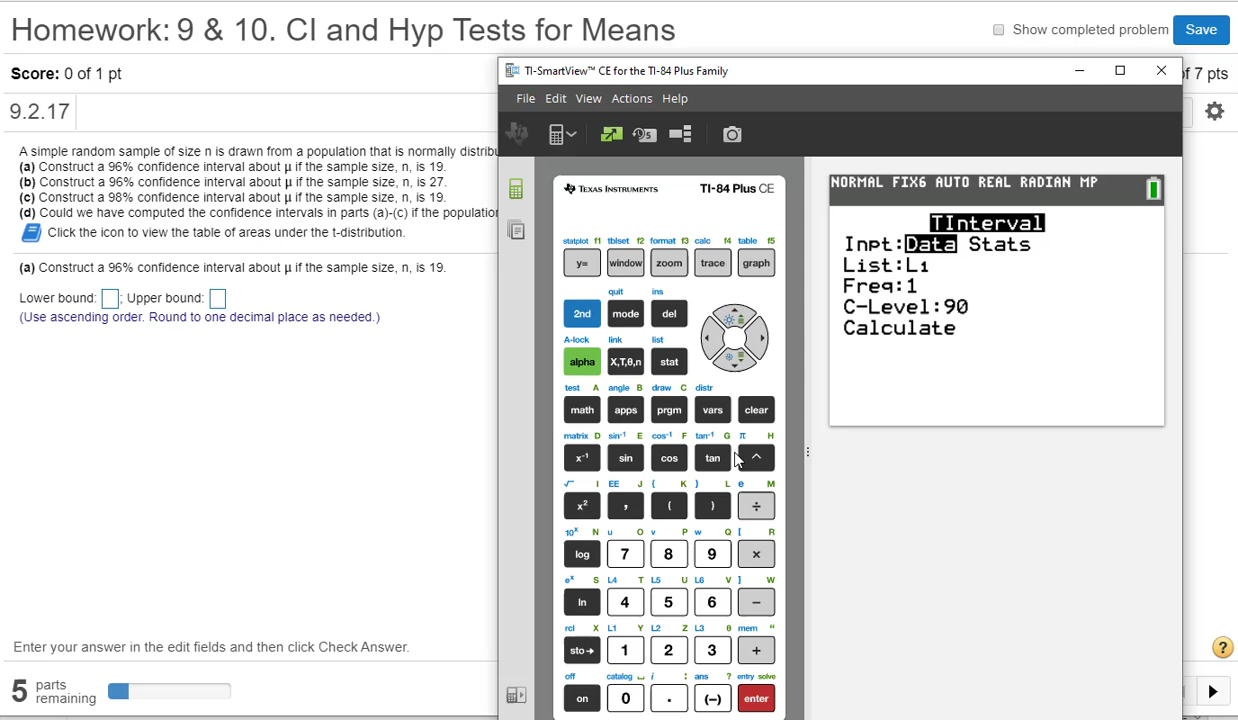 Homework: 9 & 10. CI and Hyp Tests for Means
Show completed problem
Save
Score: 0 of 1 pt
of 7 pts
9.2.17
A simple random sample of size n is drawn from a population that is normally distribu
(a) Construct a 96% confidence interval about μ if the sample size, n, is 19.
(b) Construct a 96% confidence interval about μ if the sample size, n, is 27.
(c) Construct a 98% confidence interval about μ if the sample size, n, is 19.
(d) Could we have computed the confidence intervals in parts (a)-(c) if the population
Click the icon to view the table of areas under the t-distribution.
(a) Construct a 96% confidence interval about μ if the sample size, n, is 19.
Lower bound: ; Upper bound:
(Use ascending order. Round to one decimal place as needed.)
Enter your answer in the edit fields and then click Check Answer.
5 parts remaining
?
TI-SmartView™ CE for the TI-84 Plus Family
File Edit View Actions Help
TEXAS INSTRUMENTS TI-84 Plus CE
statplot f1 tblset f2 format f3 calc f4 table f5
y= window zoom trace graph
quit ins
2nd mode del
A-lock link list
alpha X,T,θ,n stat
test A angle B draw C distr
math apps prgm vars clear
matrix D sin⁻¹ E cos⁻¹ F tan⁻¹ G π H
x⁻¹ sin cos tan ^
√ I EE J { K } L e M
x² , ( ) ÷
10ˣ N u O v P w Q [ R
log 7 8 9 ×
eˣ S L4 T L5 U L6 V ] W
ln 4 5 6 −
rcl X L1 Y L2 Z L3 θ mem "
sto→ 1 2 3 +
off catalog ␣ i : ans ? entry solve
on 0 . (−) enter
NORMAL FIX6 AUTO REAL RADIAN MP
TInterval
Inpt:Data Stats
List:L₁
Freq:1
C-Level:90
Calculate